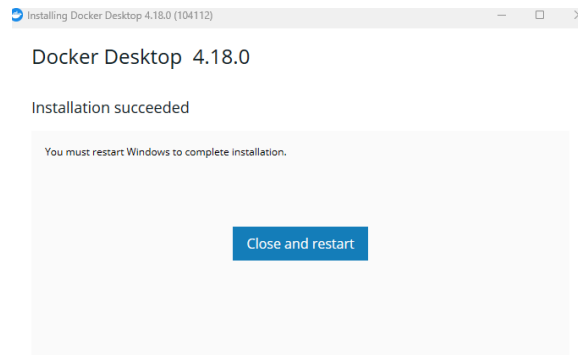 Installing Docker Desktop 4.18.0 (104112)
Docker Desktop 4.18.0
Installation succeeded
You must restart Windows to complete installation.
Close and restart